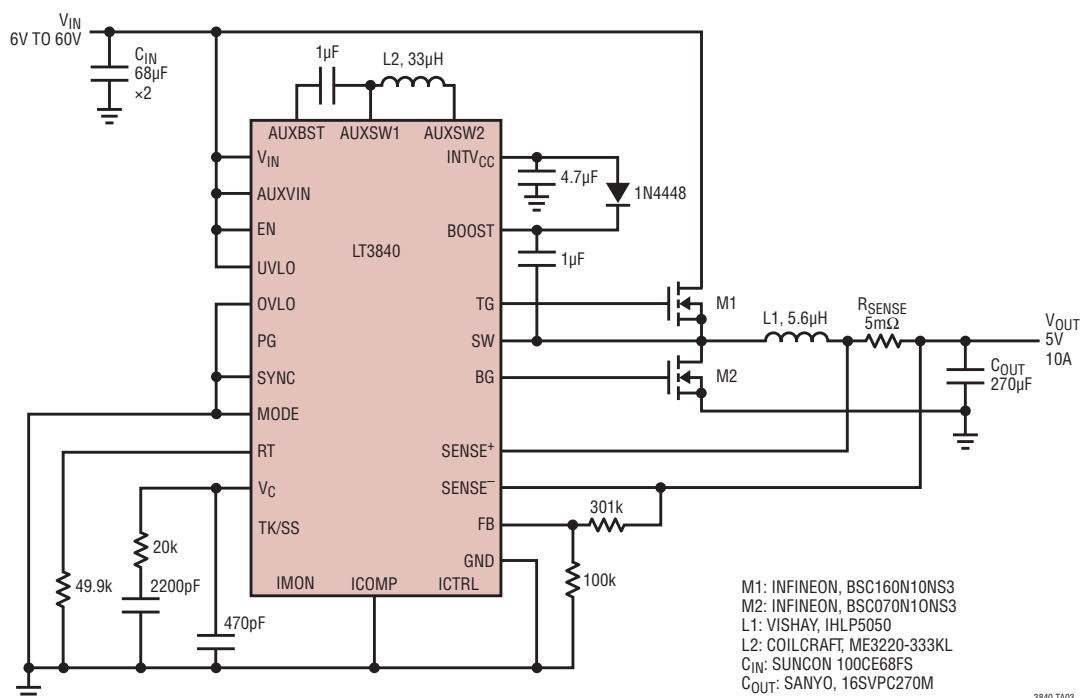 VIN
6V TO 60V
CIN
68µF
×2
1µF
L2, 33µH
AUXBST AUXSW1 AUXSW2
VIN
AUXVIN
EN
UVLO
OVLO
PG
SYNC
MODE
RT
VC
TK/SS
IMON ICOMP ICTRL
LT3840
INTVCC
BOOST
TG
SW
BG
SENSE+
SENSE–
FB
GND
4.7µF
1N4448
1µF
M1
M2
L1, 5.6µH
RSENSE
5mΩ
VOUT
5V
10A
COUT
270µF
301k
100k
20k
2200pF
49.9k
470pF
M1: INFINEON, BSC160N10NS3
M2: INFINEON, BSC070N10NS3
L1: VISHAY, IHLP5050
L2: COILCRAFT, ME3220-333KL
CIN: SUNCON 100CE68FS
COUT: SANYO, 16SVPC270M
3840 TA03